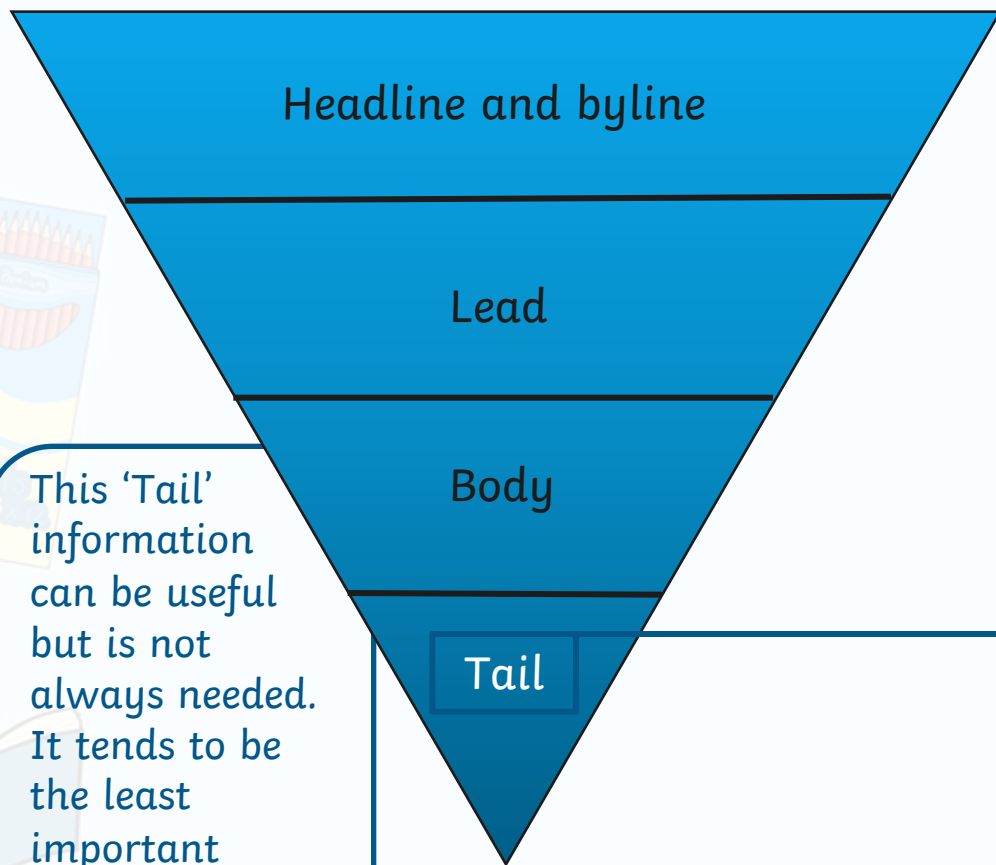 Headline and byline
Lead
Body
Tail
This ‘Tail’
information
can be useful
but is not
always needed.
It tends to be
the least
important